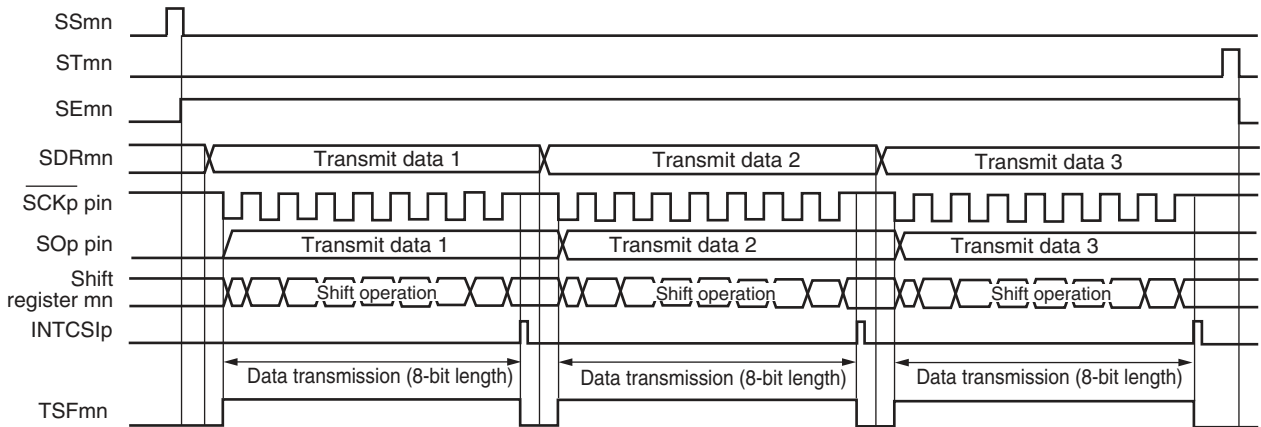 SSmn
STmn
SEmn
SDRmn Transmit data 1 Transmit data 2 Transmit data 3
SCKp pin
SOp pin Transmit data 1 Transmit data 2 Transmit data 3
Shift
register mn Shift operation Shift operation Shift operation
INTCSIp
Data transmission (8-bit length) Data transmission (8-bit length) Data transmission (8-bit length)
TSFmn